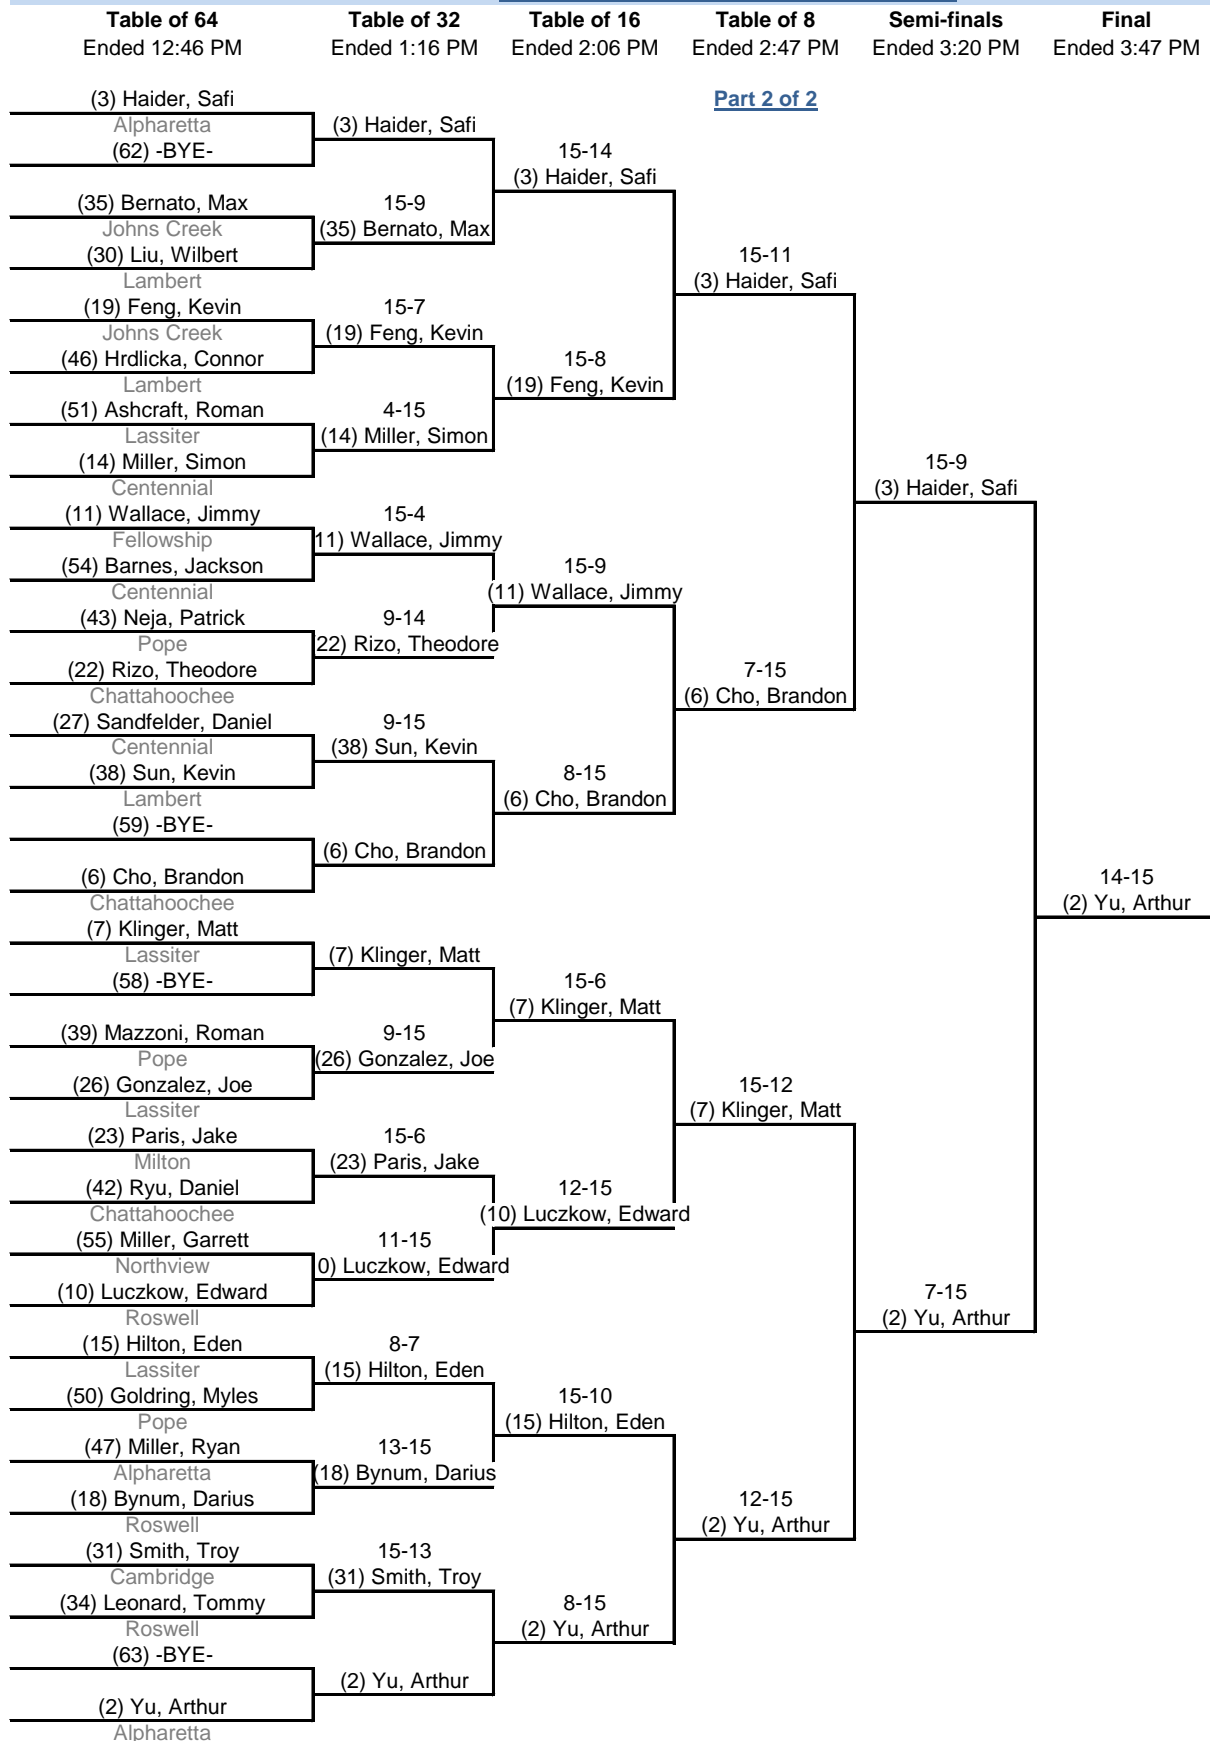 Table of 64 Table of 32 Table of 16 Table of 8 Semi-finals Final
Ended 12:46 PM Ended 1:16 PM Ended 2:06 PM Ended 2:47 PM Ended 3:20 PM Ended 3:47 PM
(3) Haider, Safi Part 2 of 2
Alpharetta (3) Haider, Safi
(62) -BYE- 15-14
(3) Haider, Safi
(35) Bernato, Max 15-9
Johns Creek (35) Bernato, Max
(30) Liu, Wilbert 15-11
Lambert (3) Haider, Safi
(19) Feng, Kevin 15-7
Johns Creek (19) Feng, Kevin
(46) Hrdlicka, Connor 15-8
Lambert (19) Feng, Kevin
(51) Ashcraft, Roman 4-15
Lassiter (14) Miller, Simon
(14) Miller, Simon 15-9
Centennial (3) Haider, Safi
(11) Wallace, Jimmy 15-4
Fellowship 11) Wallace, Jimmy
(54) Barnes, Jackson 15-9
Centennial (11) Wallace, Jimmy
(43) Neja, Patrick 9-14
Pope 22) Rizo, Theodore
(22) Rizo, Theodore 7-15
Chattahoochee (6) Cho, Brandon
(27) Sandfelder, Daniel 9-15
Centennial (38) Sun, Kevin
(38) Sun, Kevin 8-15
Lambert (6) Cho, Brandon
(59) -BYE-
(6) Cho, Brandon
(6) Cho, Brandon 14-15
Chattahoochee (2) Yu, Arthur
(7) Klinger, Matt
Lassiter (7) Klinger, Matt
(58) -BYE- 15-6
(7) Klinger, Matt
(39) Mazzoni, Roman 9-15
Pope (26) Gonzalez, Joe
(26) Gonzalez, Joe 15-12
Lassiter (7) Klinger, Matt
(23) Paris, Jake 15-6
Milton (23) Paris, Jake
(42) Ryu, Daniel 12-15
Chattahoochee (10) Luczkow, Edward
(55) Miller, Garrett 11-15
Northview 0) Luczkow, Edward
(10) Luczkow, Edward 7-15
Roswell (2) Yu, Arthur
(15) Hilton, Eden 8-7
Lassiter (15) Hilton, Eden
(50) Goldring, Myles 15-10
Pope (15) Hilton, Eden
(47) Miller, Ryan 13-15
Alpharetta (18) Bynum, Darius
(18) Bynum, Darius 12-15
Roswell (2) Yu, Arthur
(31) Smith, Troy 15-13
Cambridge (31) Smith, Troy
(34) Leonard, Tommy 8-15
Roswell (2) Yu, Arthur
(63) -BYE-
(2) Yu, Arthur
(2) Yu, Arthur
Alpharetta